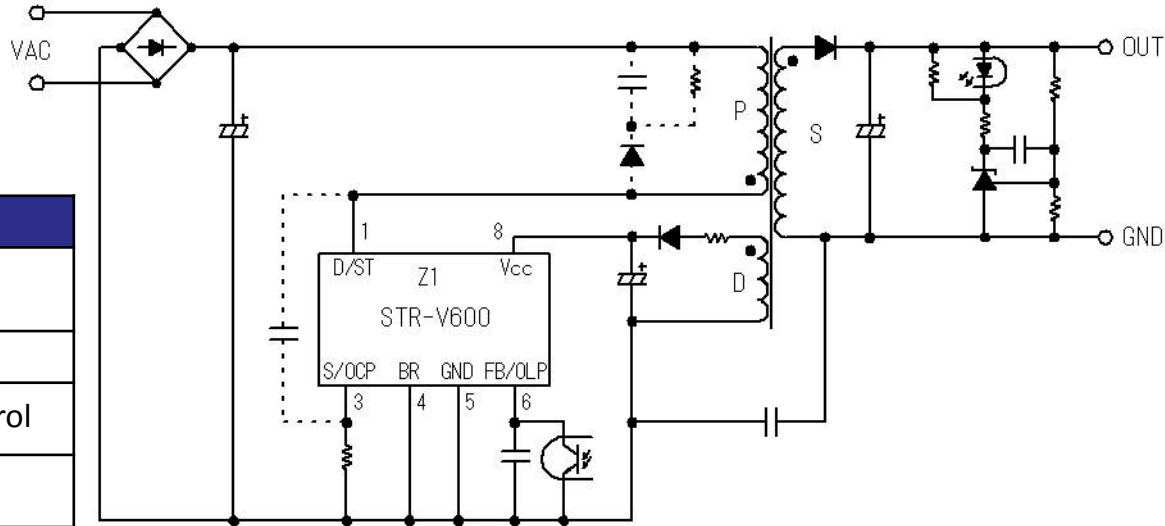 VAC
OUT
P
S
GND
1
8
D/ST
Z1
Vcc
STR-V600
D
S/OCP BR GND FB/OLP
3 4 5 6
rol
+
+
+